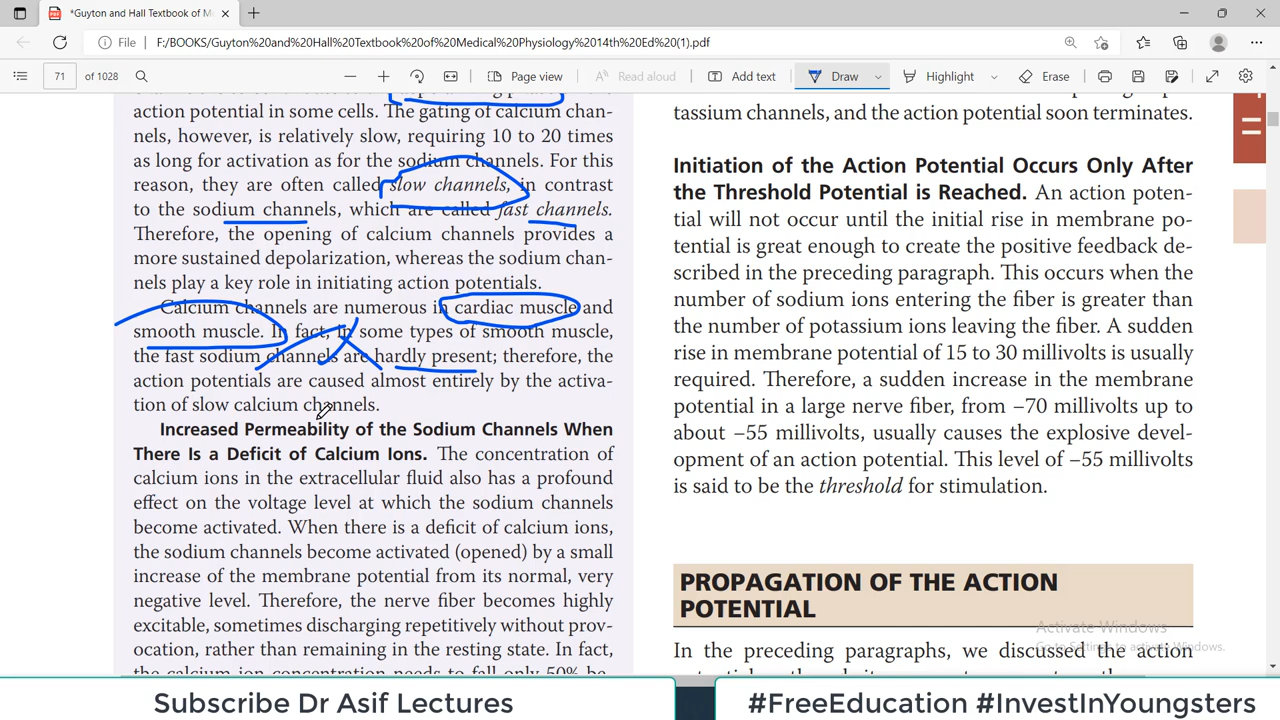 *Guyton and Hall Textbook of M
File
F:/BOOKS/Guyton%20and%20Hall%20Textbook%20of%20Medical%20Physiology%2014th%20Ed%20(1).pdf
71 of 1028
Page view
Read aloud
Add text
Draw
Highlight
Erase
action potential in some cells. The gating of calcium chan-
nels, however, is relatively slow, requiring 10 to 20 times
as long for activation as for the sodium channels. For this
reason, they are often called slow channels, in contrast
to the sodium channels, which are called fast channels.
Therefore, the opening of calcium channels provides a
more sustained depolarization, whereas the sodium chan-
nels play a key role in initiating action potentials.
Calcium channels are numerous in cardiac muscle and
smooth muscle. In fact, in some types of smooth muscle,
the fast sodium channels are hardly present; therefore, the
action potentials are caused almost entirely by the activa-
tion of slow calcium channels.
Increased Permeability of the Sodium Channels When
There Is a Deficit of Calcium Ions. The concentration of
calcium ions in the extracellular fluid also has a profound
effect on the voltage level at which the sodium channels
become activated. When there is a deficit of calcium ions,
the sodium channels become activated (opened) by a small
increase of the membrane potential from its normal, very
negative level. Therefore, the nerve fiber becomes highly
excitable, sometimes discharging repetitively without prov-
ocation, rather than remaining in the resting state. In fact,
the calcium ion concentration needs to fall only 50% be-
tassium channels, and the action potential soon terminates.
Initiation of the Action Potential Occurs Only After
the Threshold Potential is Reached. An action poten-
tial will not occur until the initial rise in membrane po-
tential is great enough to create the positive feedback de-
scribed in the preceding paragraph. This occurs when the
number of sodium ions entering the fiber is greater than
the number of potassium ions leaving the fiber. A sudden
rise in membrane potential of 15 to 30 millivolts is usually
required. Therefore, a sudden increase in the membrane
potential in a large nerve fiber, from −70 millivolts up to
about −55 millivolts, usually causes the explosive devel-
opment of an action potential. This level of −55 millivolts
is said to be the threshold for stimulation.
PROPAGATION OF THE ACTION
POTENTIAL
In the preceding paragraphs, we discussed the action
Activate Windows
Go to Settings to activate Windows.
Subscribe Dr Asif Lectures
#FreeEducation #InvestInYoungsters